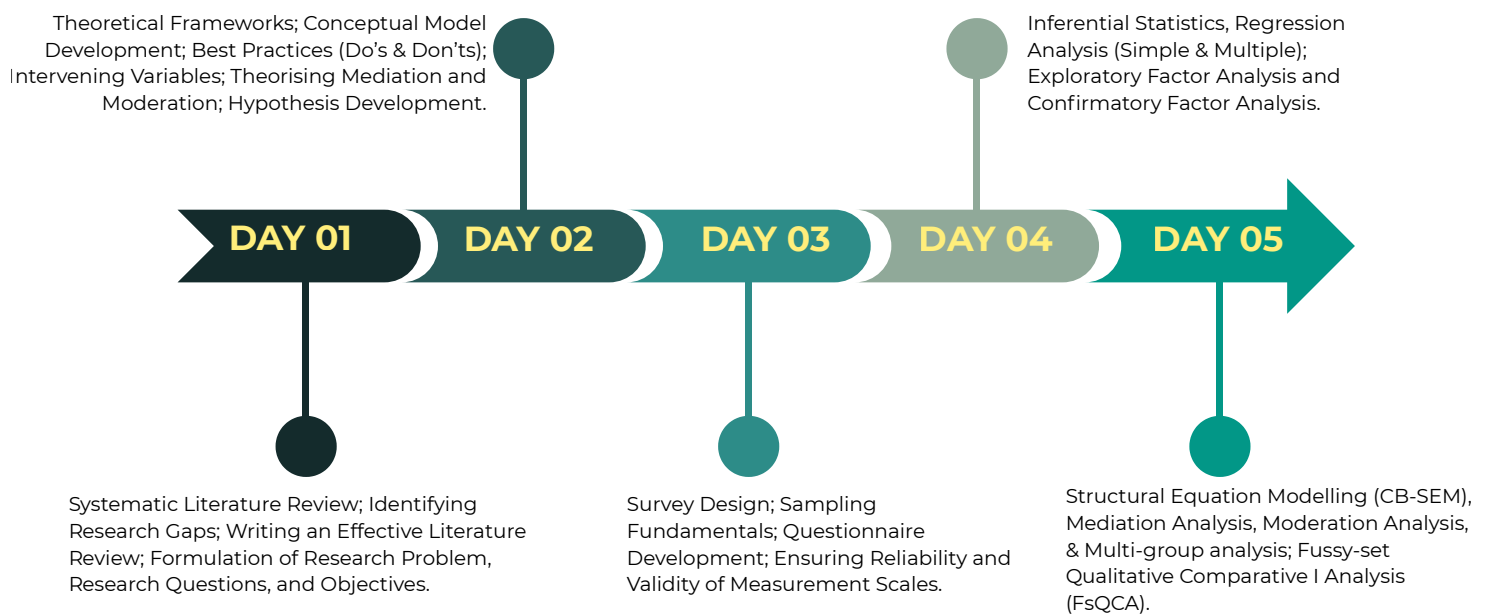 Theoretical Frameworks; Conceptual Model
Development; Best Practices (Do’s & Don’ts);
Intervening Variables; Theorising Mediation and
Moderation; Hypothesis Development.
Inferential Statistics, Regression
Analysis (Simple & Multiple);
Exploratory Factor Analysis and
Confirmatory Factor Analysis.
DAY 01
DAY 02
DAY 03
DAY 04
DAY 05
Systematic Literature Review; Identifying
Research Gaps; Writing an Effective Literature
Review; Formulation of Research Problem,
Research Questions, and Objectives.
Survey Design; Sampling
Fundamentals; Questionnaire
Development; Ensuring Reliability and
Validity of Measurement Scales.
Structural Equation Modelling (CB-SEM),
Mediation Analysis, Moderation Analysis,
& Multi-group analysis; Fussy-set
Qualitative Comparative I Analysis
(FsQCA).